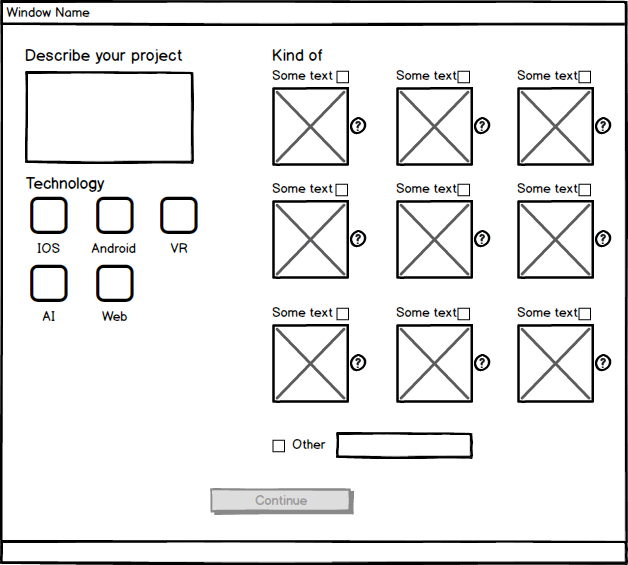 Window Name
Describe your project
Technology
IOS Android VR
AI Web
Kind of
Some text Some text Some text
? ? ?
Some text Some text Some text
? ? ?
Some text Some text Some text
? ? ?
Other
Continue